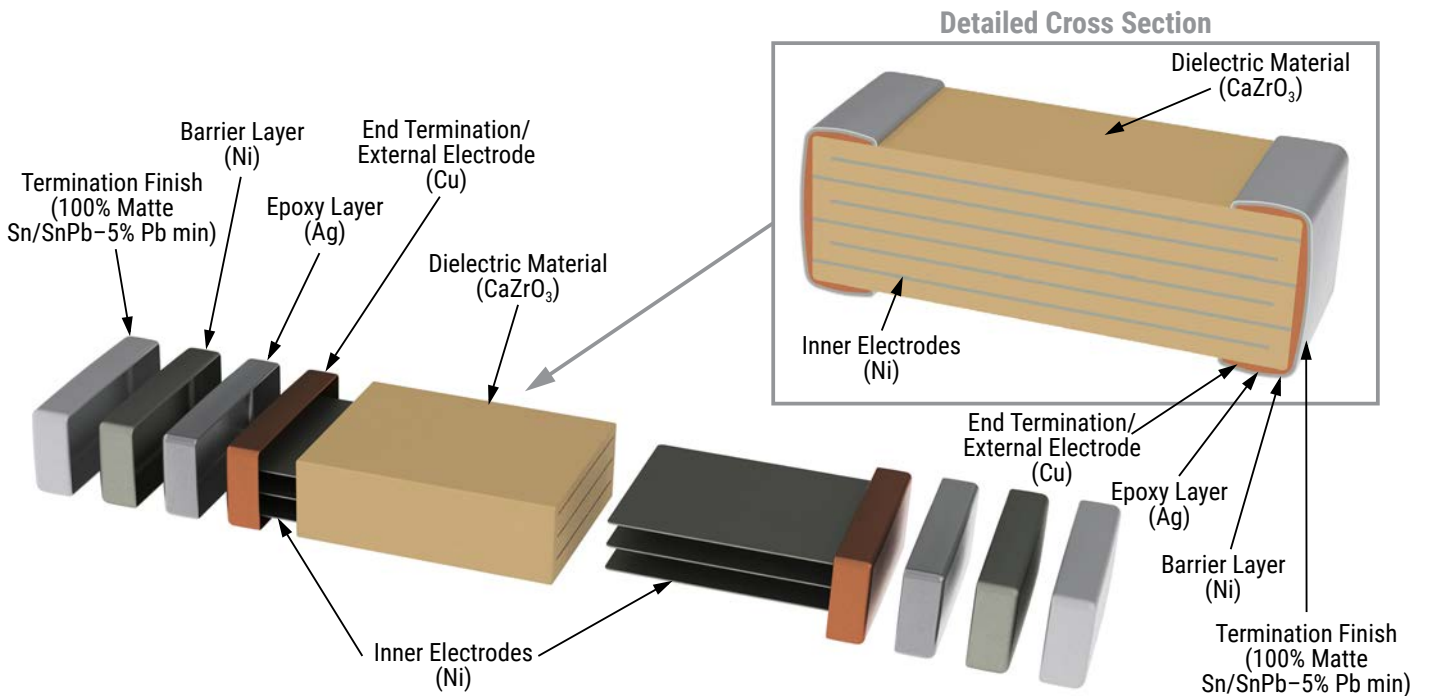 Detailed Cross Section
Dielectric Material
(CaZrO₃)
Barrier Layer
(Ni)
End Termination/
External Electrode
(Cu)
Termination Finish
(100% Matte
Sn/SnPb–5% Pb min)
Epoxy Layer
(Ag)
Dielectric Material
(CaZrO₃)
Inner Electrodes
(Ni)
End Termination/
External Electrode
(Cu)
Epoxy Layer
(Ag)
Barrier Layer
(Ni)
Termination Finish
(100% Matte
Sn/SnPb–5% Pb min)
Inner Electrodes
(Ni)